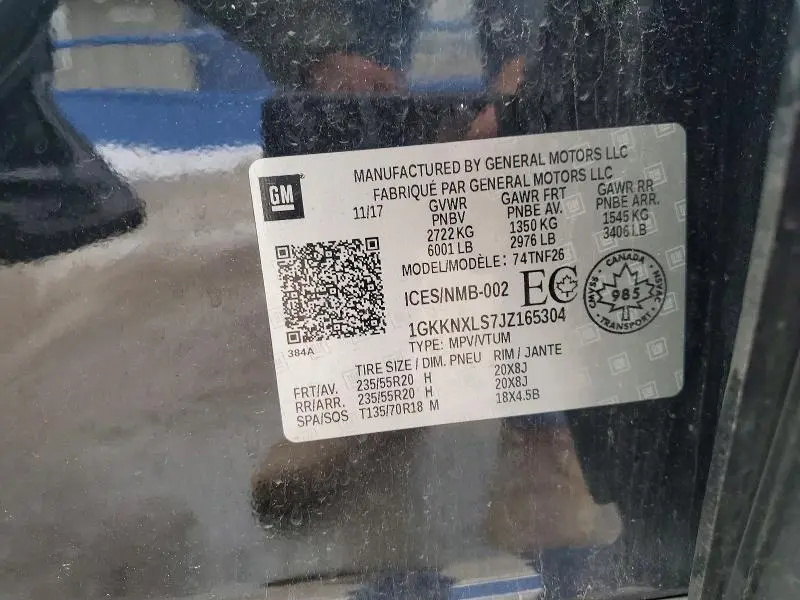 GM
MANUFACTURED BY GENERAL MOTORS LLC
FABRIQUÉ PAR GENERAL MOTORS LLC
11/17
GVWR GAWR FRT GAWR RR
PNBV PNBE AV. PNBE ARR.
2722 KG 1350 KG 1545 KG
6001 LB 2976 LB 3406 LB
MODEL/MODÈLE: 74TNF26
ICES/NMB-002 EC
CANADA
CMVSS 985 NSVAC
TRANSPORT
1GKKNXLS7JZ165304
TYPE: MPV/VTUM
384A
TIRE SIZE / DIM. PNEU RIM / JANTE
FRT/AV. 235/55R20 H 20X8J
RR/ARR. 235/55R20 H 20X8J
SPA/SOS T135/70R18 M 18X4.5B